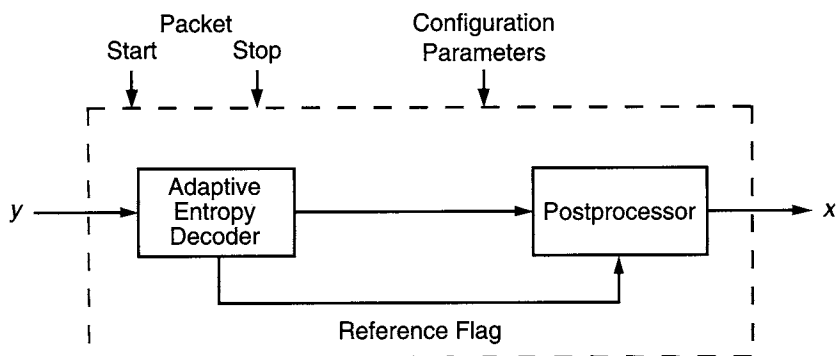 Packet
Start Stop
Configuration
Parameters
y
Adaptive
Entropy
Decoder
Postprocessor
x
Reference Flag